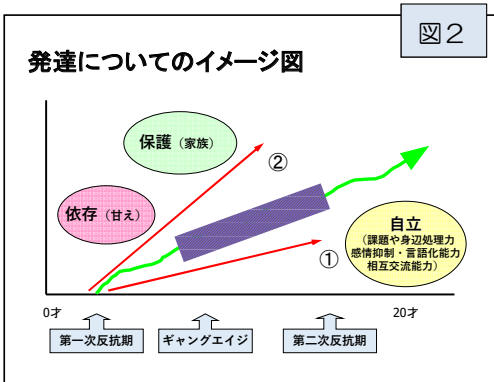 図2
発達についてのイメージ図
保護（家族）
②
依存（甘え）
自立
（課題や身辺処理力
感情抑制・言語化能力
相互交流能力）
①
0才
20才
第一次反抗期
ギャングエイジ
第二次反抗期